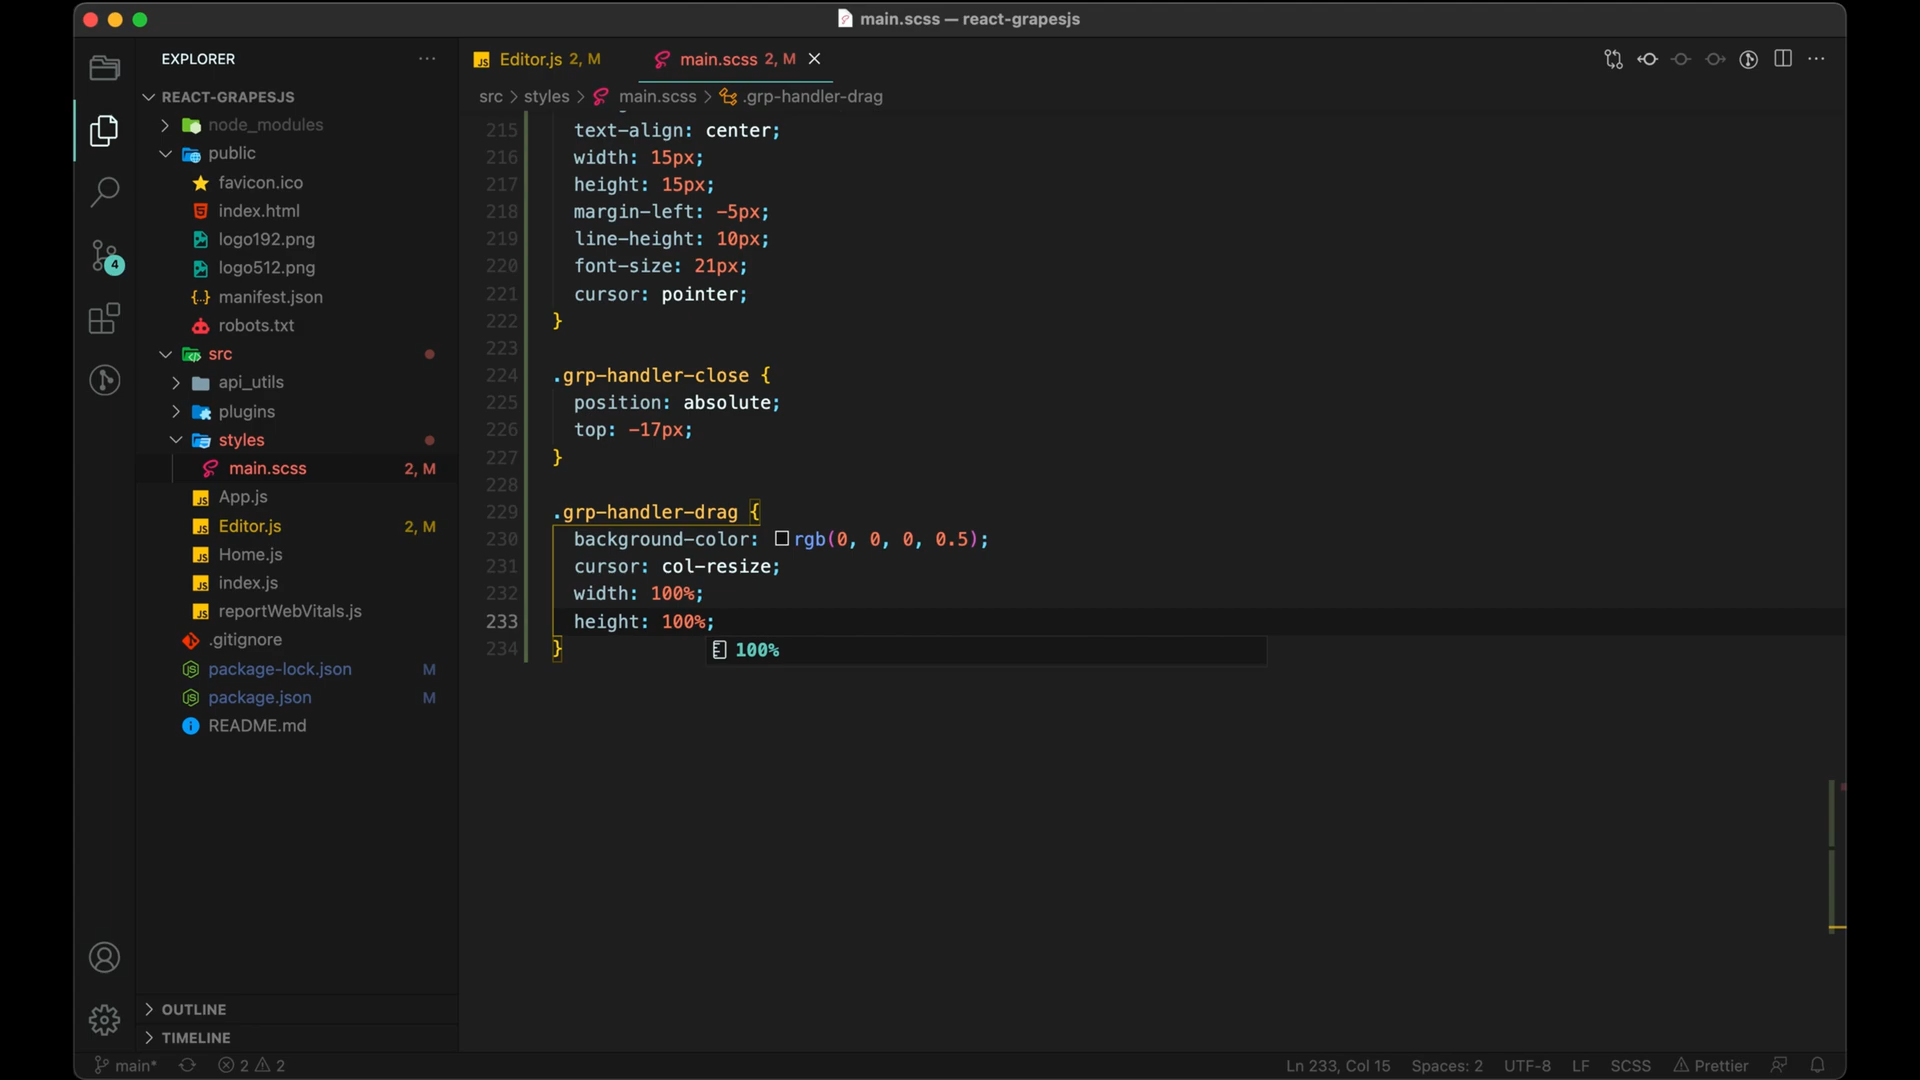 main.scss — react-grapesjs
EXPLORER
REACT-GRAPESJS
node_modules
public
favicon.ico
index.html
logo192.png
logo512.png
manifest.json
robots.txt
src
api_utils
plugins
styles
main.scss 2, M
App.js
Editor.js 2, M
Home.js
index.js
reportWebVitals.js
.gitignore
package-lock.json M
package.json M
README.md
OUTLINE
TIMELINE
4
Editor.js 2, M
main.scss 2, M
src > styles > main.scss > .grp-handler-drag
215 text-align: center;
216 width: 15px;
217 height: 15px;
218 margin-left: -5px;
219 line-height: 10px;
220 font-size: 21px;
221 cursor: pointer;
222 }
223
224 .grp-handler-close {
225 position: absolute;
226 top: -17px;
227 }
228
229 .grp-handler-drag {
230 background-color: rgb(0, 0, 0, 0.5);
231 cursor: col-resize;
232 width: 100%;
233 height: 100%;
234 }
100%
main* 2 2
Ln 233, Col 15 Spaces: 2 UTF-8 LF SCSS Prettier